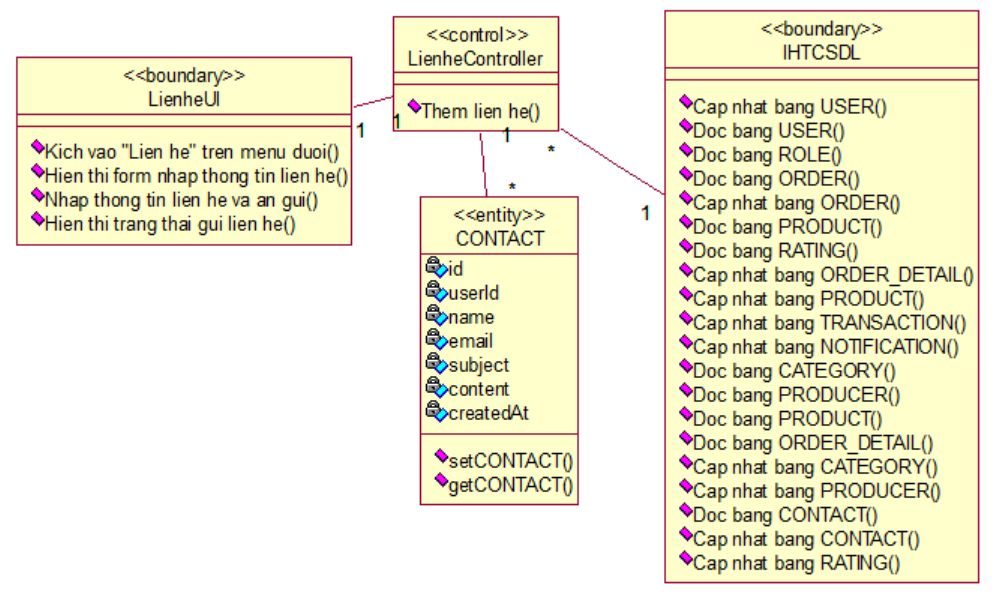 <<boundary>>
LienheUI
Kich vao "Lien he" tren menu duoi()
Hien thi form nhap thong tin lien he()
Nhap thong tin lien he va an gui()
Hien thi trang thai gui lien he()
1
<<control>>
LienheController
Them lien he()
1
1
*
*
<<entity>>
CONTACT
id
userId
name
email
subject
content
createdAt
setCONTACT()
getCONTACT()
1
<<boundary>>
IHTCSDL
Cap nhat bang USER()
Doc bang USER()
Doc bang ROLE()
Doc bang ORDER()
Cap nhat bang ORDER()
Doc bang PRODUCT()
Doc bang RATING()
Cap nhat bang ORDER_DETAIL()
Cap nhat bang PRODUCT()
Cap nhat bang TRANSACTION()
Cap nhat bang NOTIFICATION()
Doc bang CATEGORY()
Doc bang PRODUCER()
Doc bang PRODUCT()
Doc bang ORDER_DETAIL()
Cap nhat bang CATEGORY()
Cap nhat bang PRODUCER()
Doc bang CONTACT()
Cap nhat bang CONTACT()
Cap nhat bang RATING()